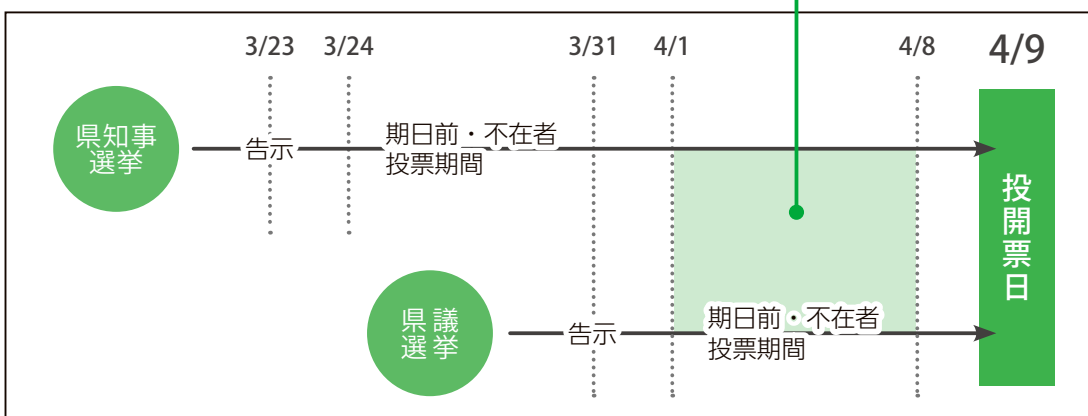 3/23 3/24 3/31 4/1 4/8 4/9
県知事
選挙
告示
期日前・不在者
投票期間
県議
選挙
告示
期日前・不在者
投票期間
投開票日